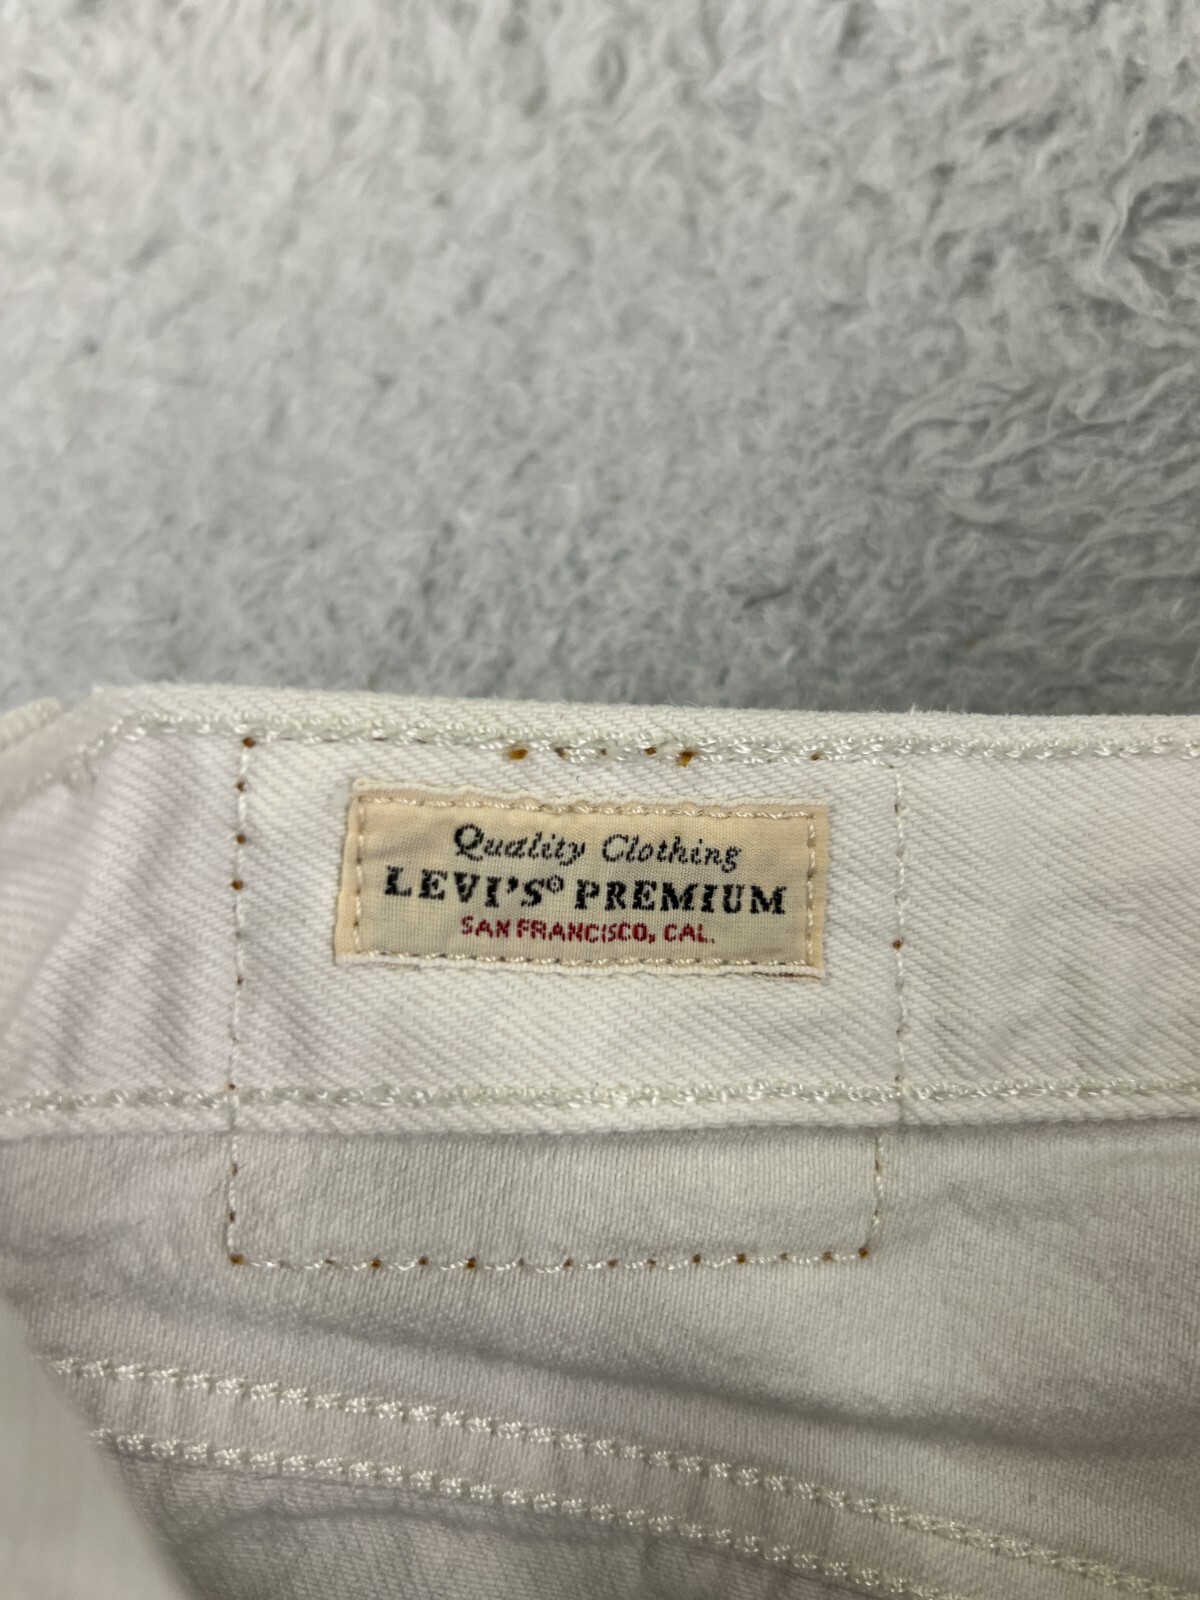 Quality Clothing
LEVI'S® PREMIUM
SAN FRANCISCO, CAL.